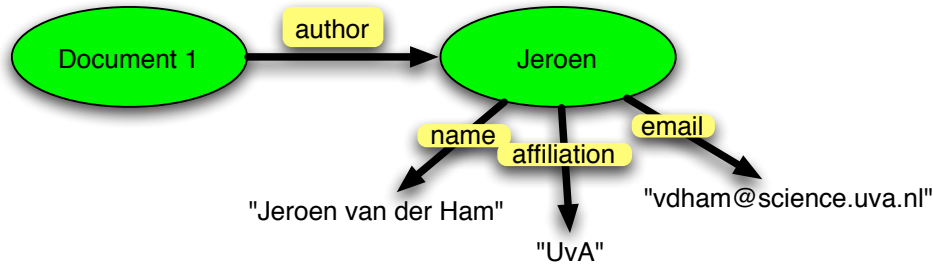 author
Document 1
Jeroen
name
affiliation
email
"Jeroen van der Ham"
"UvA"
"vdham@science.uva.nl"